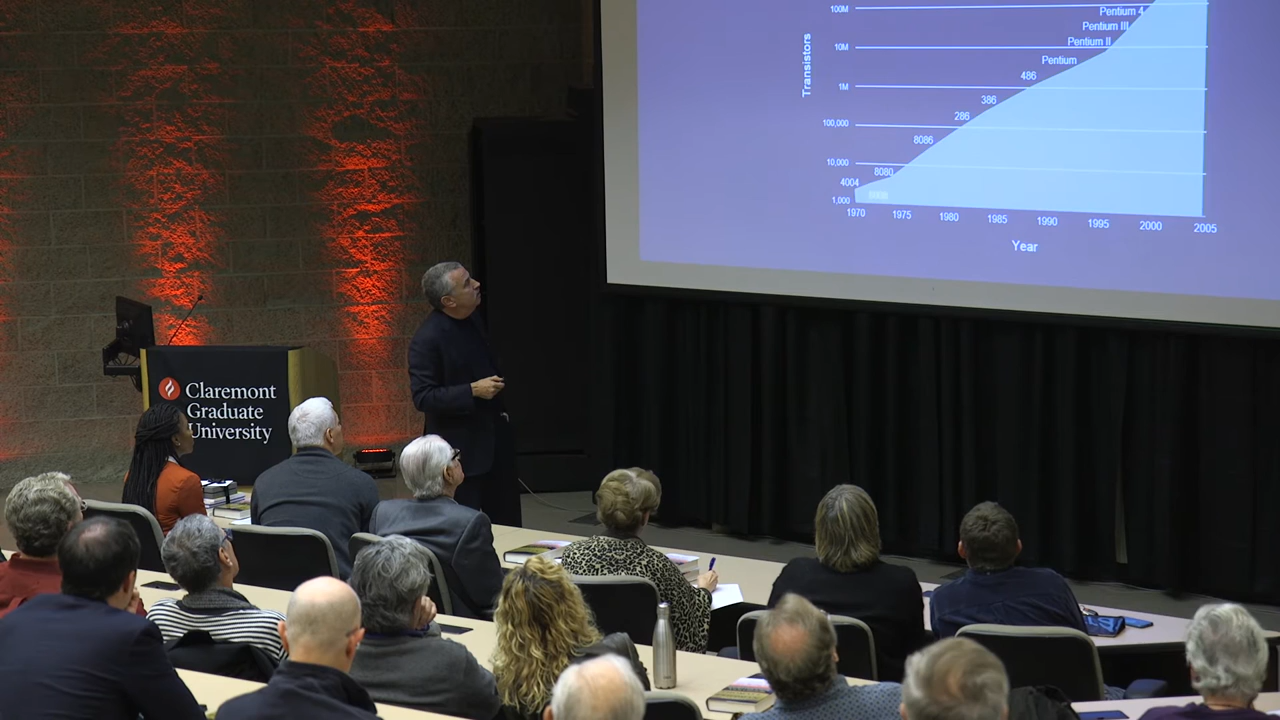 100M
Pentium 4
Pentium III
10M
Pentium II
Pentium
486
1M
386
286
100,000
8086
10,000
8080
4004
1,000
Transistors
1970 1975 1980 1985 1990 1995 2000 2005
Year
Claremont
Graduate
University